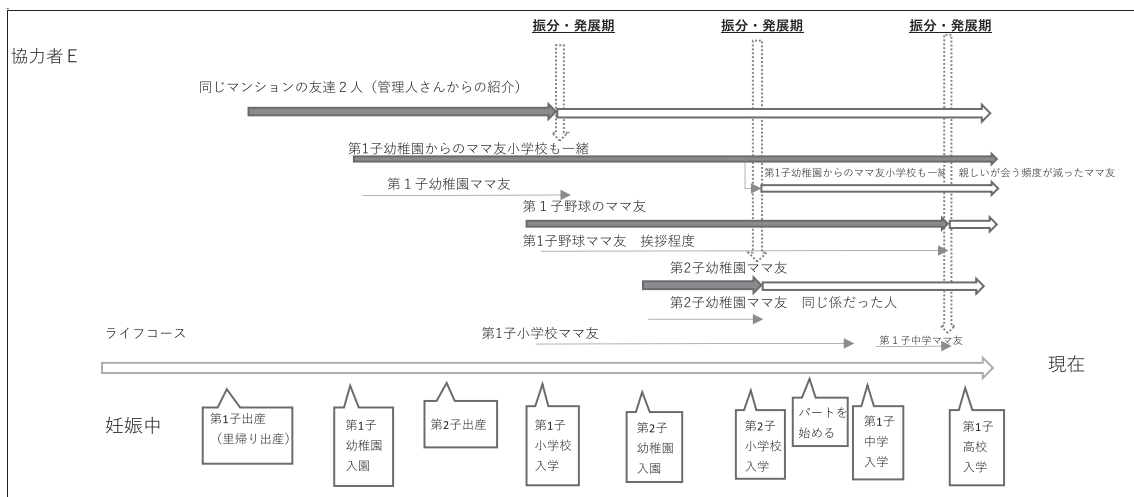 振分・発展期
振分・発展期
振分・発展期
協力者E
同じマンションの友達2人（管理人さんからの紹介）
第1子幼稚園からのママ友小学校も一緒
第1子幼稚園からのママ友小学校も一緒　親しいが会う頻度が減ったママ友
第1子幼稚園ママ友
第1子野球のママ友
第1子野球ママ友　挨拶程度
第2子幼稚園ママ友
第2子幼稚園ママ友　同じ係だった人
第1子小学校ママ友
第1子中学ママ友
ライフコース
現在
妊娠中
第1子出産
（里帰り出産）
第1子
幼稚園
入園
第2子出産
第1子
小学校
入学
第2子
幼稚園
入園
第2子
小学校
入学
パートを
始める
第1子
中学
入学
第1子
高校
入学